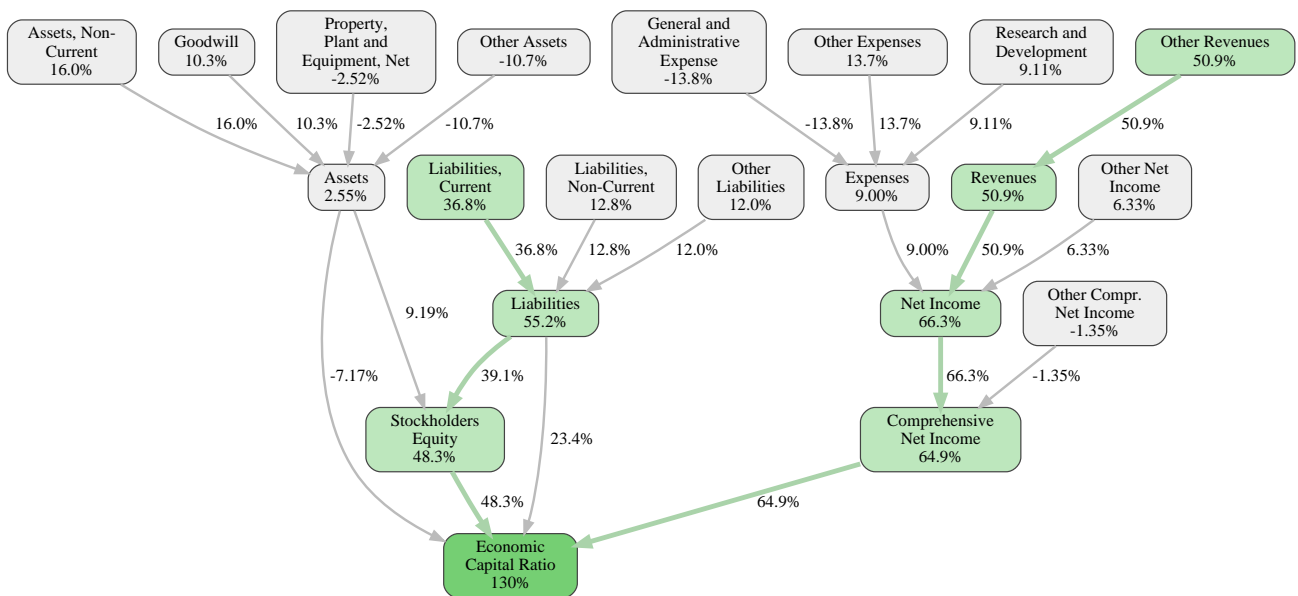 Assets, Non-
Current
16.0%
Goodwill
10.3%
Property,
Plant and
Equipment, Net
-2.52%
Other Assets
-10.7%
General and
Administrative
Expense
-13.8%
Other Expenses
13.7%
Research and
Development
9.11%
Other Revenues
50.9%
16.0%
10.3%
-2.52%
-10.7%
-13.8%
13.7%
9.11%
50.9%
Assets
2.55%
Liabilities,
Current
36.8%
Liabilities,
Non-Current
12.8%
Other
Liabilities
12.0%
Expenses
9.00%
Revenues
50.9%
Other Net
Income
6.33%
36.8%
12.8%
12.0%
9.00%
50.9%
6.33%
9.19%
Liabilities
55.2%
Net Income
66.3%
Other Compr.
Net Income
-1.35%
-7.17%
39.1%
66.3%
-1.35%
Stockholders
Equity
48.3%
23.4%
Comprehensive
Net Income
64.9%
48.3%
64.9%
Economic
Capital Ratio
130%